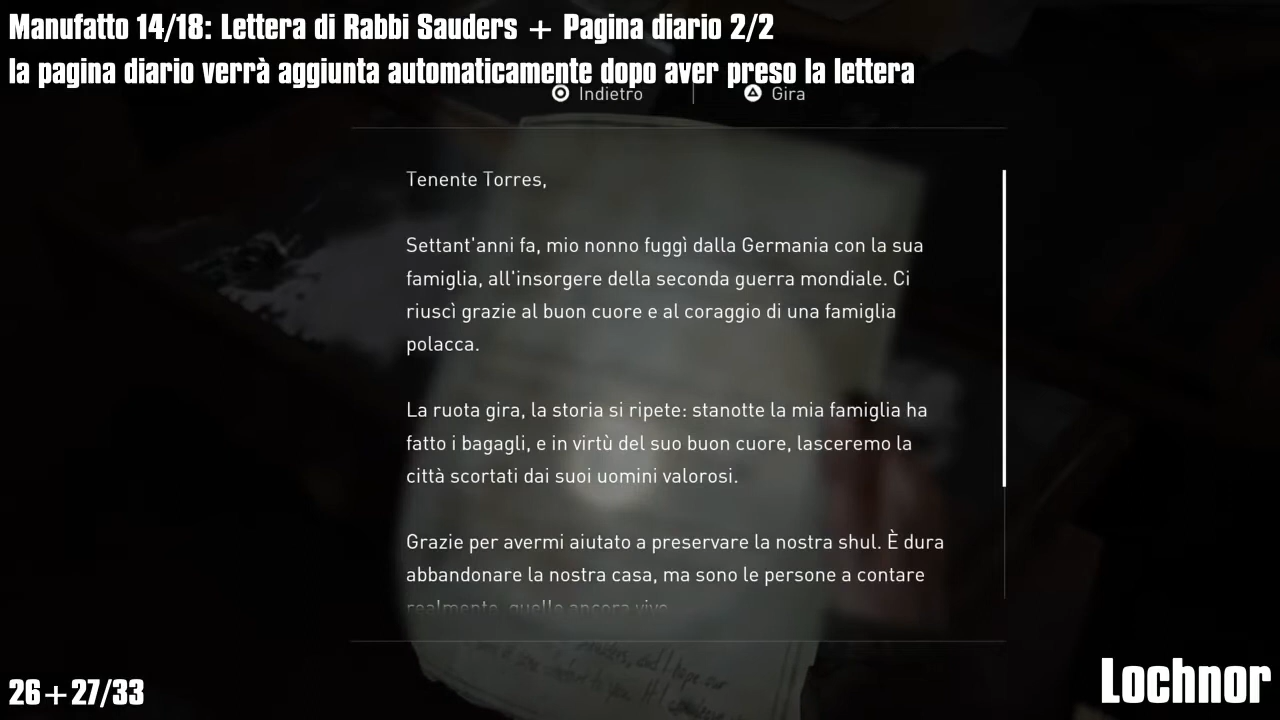 Manufatto 14/18: Lettera di Rabbi Sauders + Pagina diario 2/2
la pagina diario verrà aggiunta automaticamente dopo aver preso la lettera
Indietro
Gira
Tenente Torres,
Settant'anni fa, mio nonno fuggì dalla Germania con la sua
famiglia, all'insorgere della seconda guerra mondiale. Ci
riuscì grazie al buon cuore e al coraggio di una famiglia
polacca.
La ruota gira, la storia si ripete: stanotte la mia famiglia ha
fatto i bagagli, e in virtù del suo buon cuore, lasceremo la
città scortati dai suoi uomini valorosi.
Grazie per avermi aiutato a preservare la nostra shul. È dura
abbandonare la nostra casa, ma sono le persone a contare
realmente, quelle ancora vive.
26+27/33
Lochnor